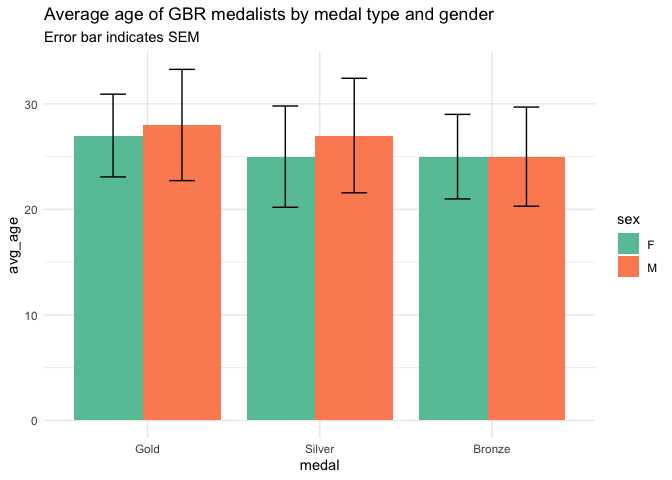 Average age of GBR medalists by medal type and gender
Error bar indicates SEM
avg_age
30
20
10
0
Gold Silver Bronze
medal
sex
F
M